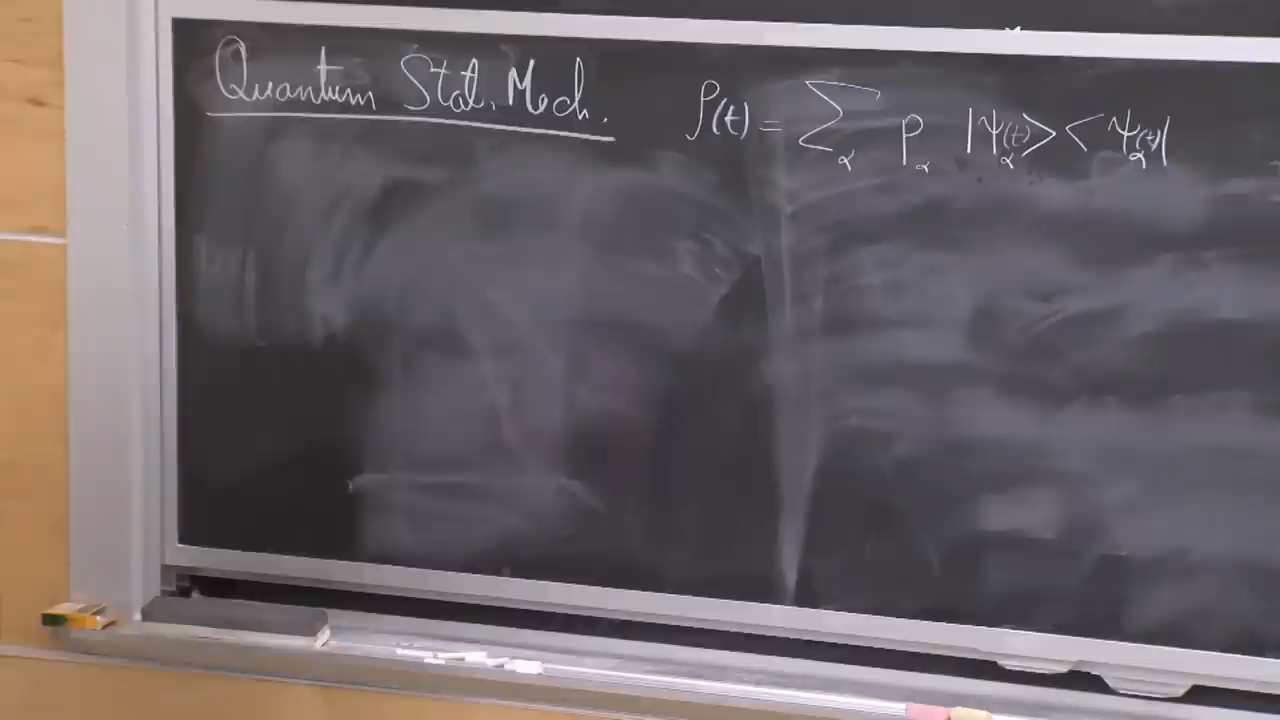 Quantum Stat. Mech.
ρ(t) = ∑_α p_α |ψ_α(t)> <ψ_α(t)|